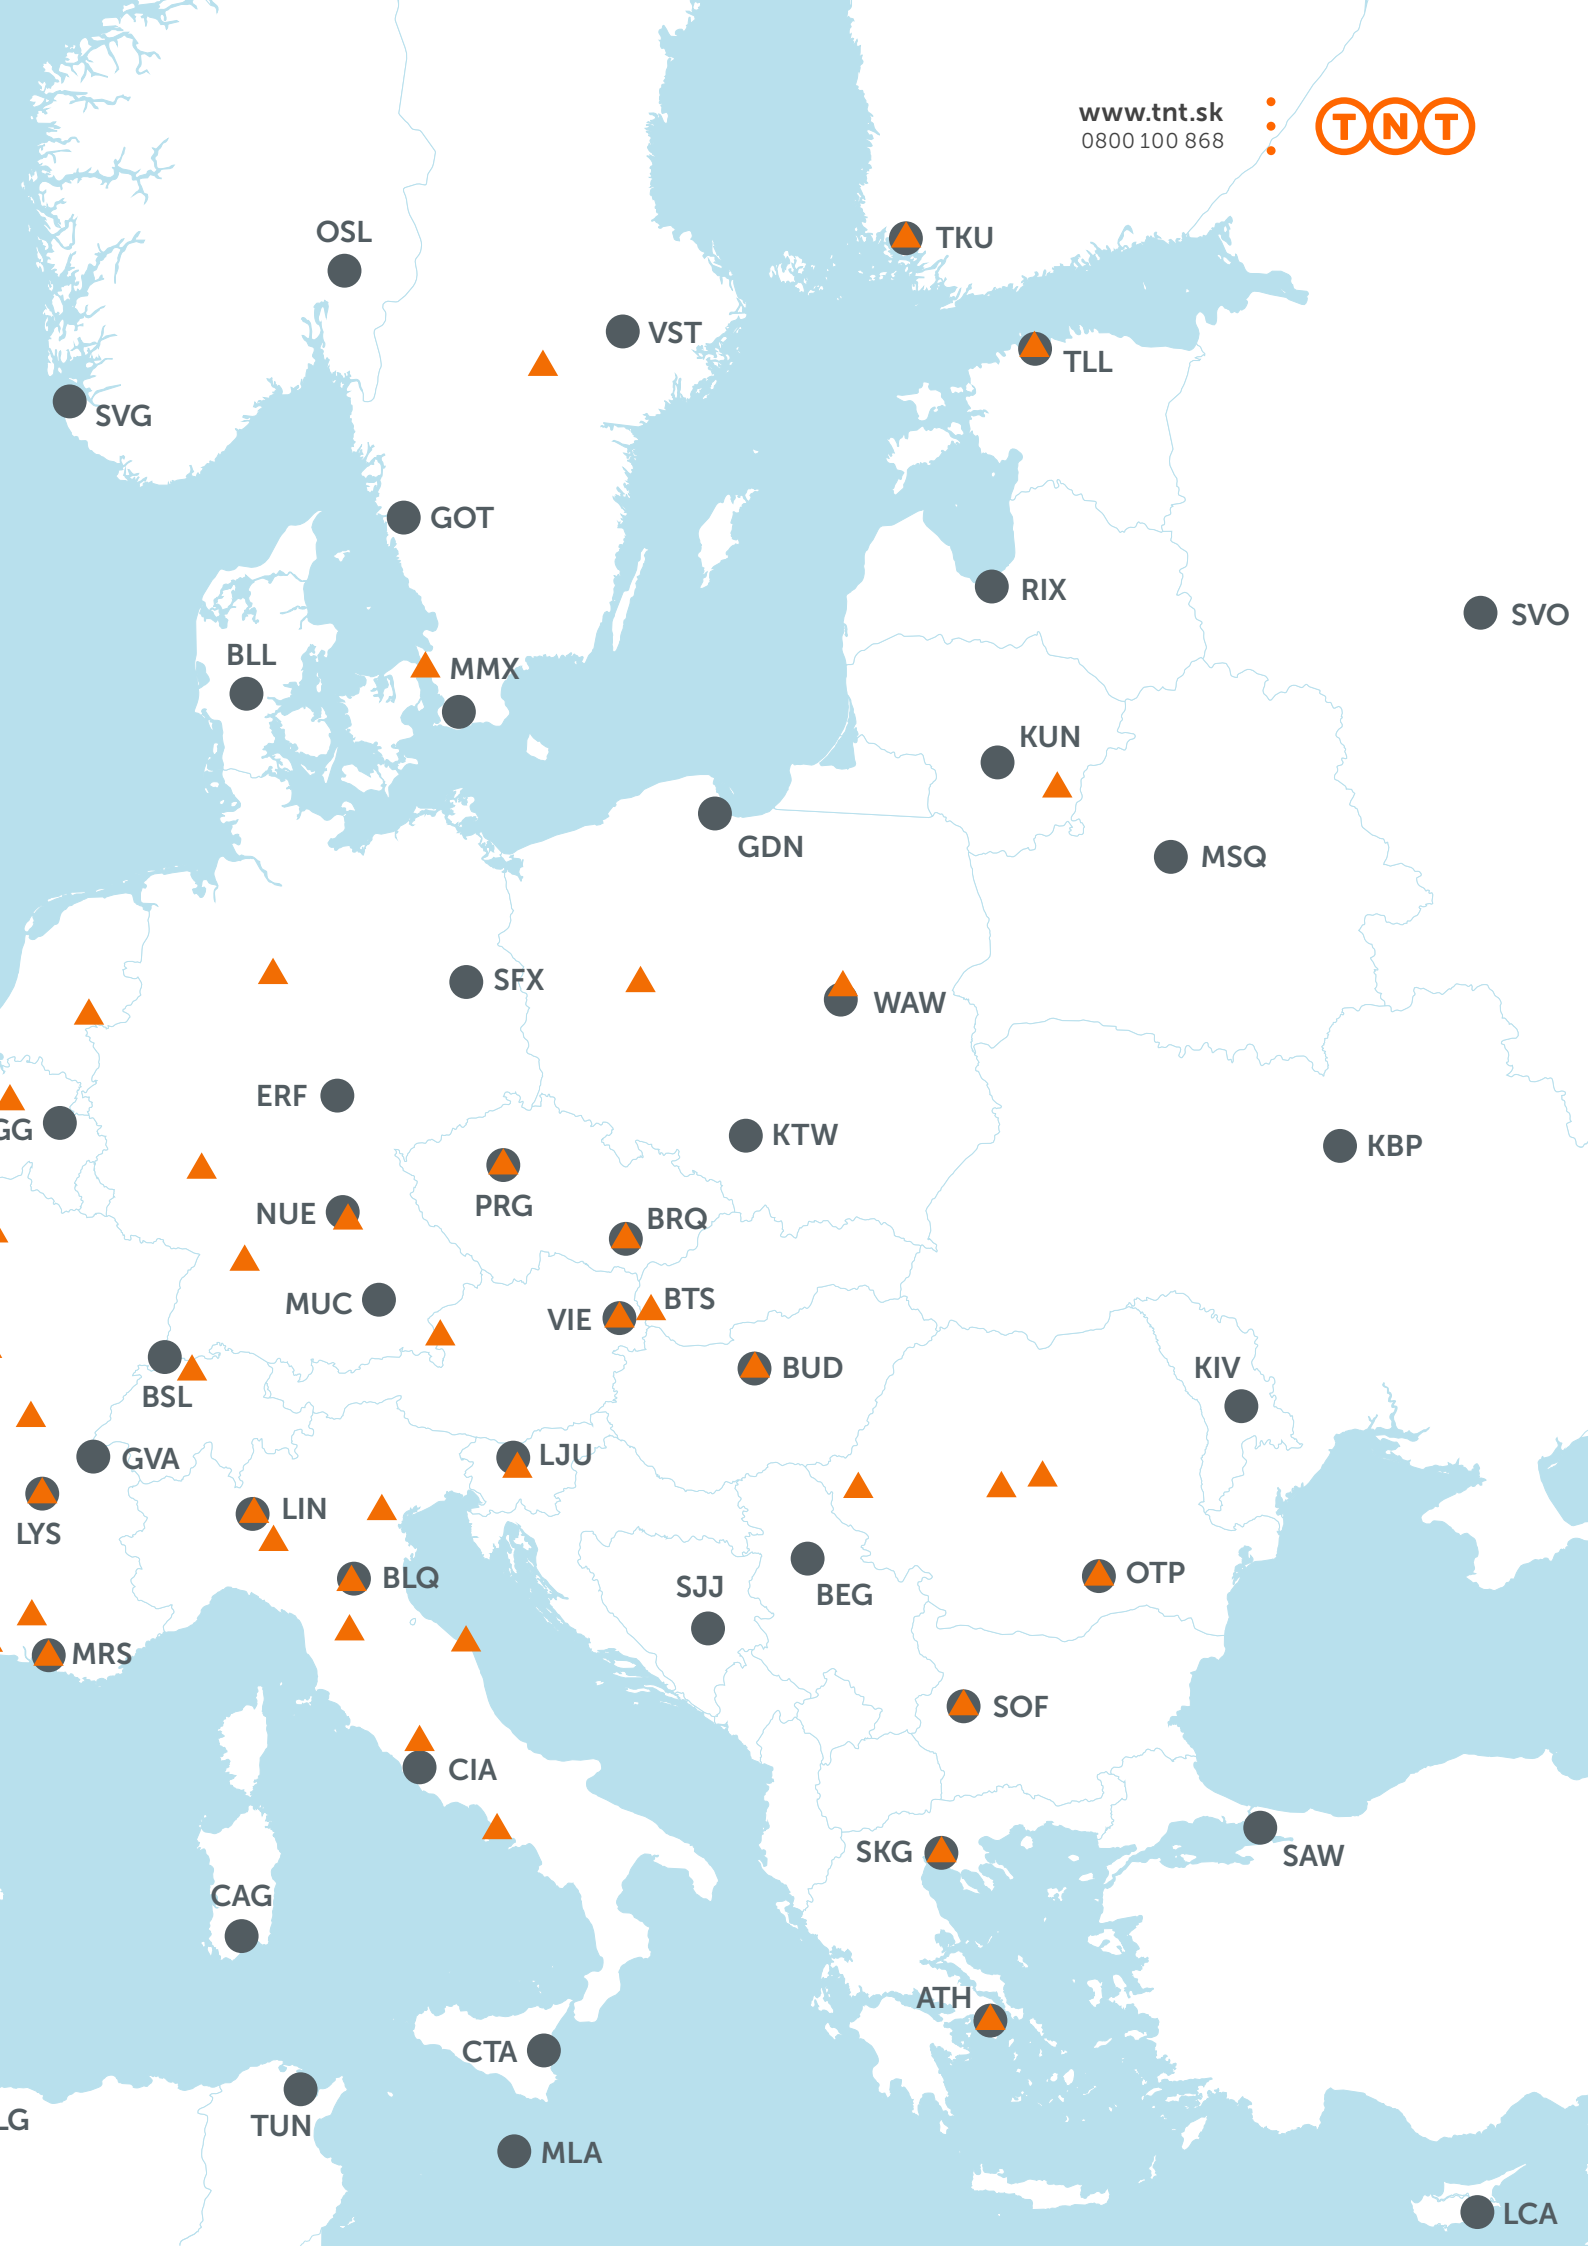 www.tnt.sk
0800 100 868
TNT
OSL
TKU
VST
TLL
SVG
GOT
RIX
SVO
BLL
MMX
KUN
GDN
MSQ
SFX
WAW
ERF
GG
KTW
KBP
PRG
NUE
BRQ
BTS
MUC
VIE
BUD
KIV
BSL
GVA
LJU
LIN
LYS
BLQ
OTP
SJJ
BEG
MRS
SOF
CIA
SKG
SAW
CAG
ATH
CTA
LG
TUN
MLA
LCA